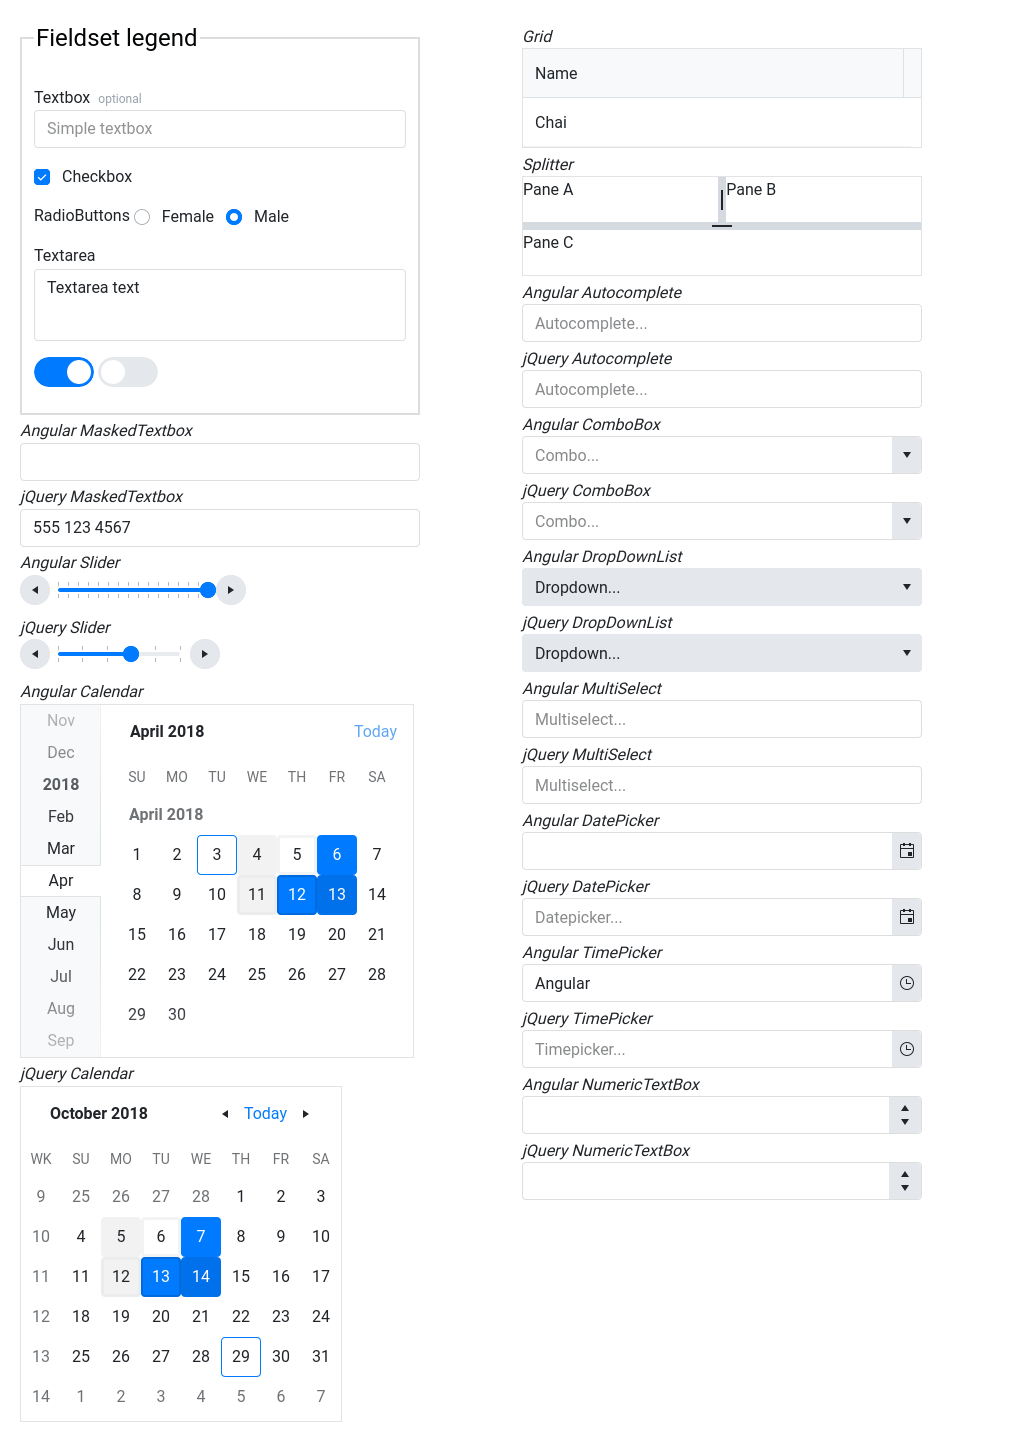 Fieldset legend
Textbox optional
Simple textbox
Checkbox
RadioButtons Female Male
Textarea
Textarea text
Angular MaskedTextbox
jQuery MaskedTextbox
555 123 4567
Angular Slider
jQuery Slider
Angular Calendar
Nov
Dec
2018
Feb
Mar
Apr
May
Jun
Jul
Aug
Sep
April 2018 Today
SU MO TU WE TH FR SA
April 2018
1 2 3 4 5 6 7
8 9 10 11 12 13 14
15 16 17 18 19 20 21
22 23 24 25 26 27 28
29 30
jQuery Calendar
October 2018 Today
WK SU MO TU WE TH FR SA
9 25 26 27 28 1 2 3
10 4 5 6 7 8 9 10
11 11 12 13 14 15 16 17
12 18 19 20 21 22 23 24
13 25 26 27 28 29 30 31
14 1 2 3 4 5 6 7
Grid
Name
Chai
Splitter
Pane A Pane B
Pane C
Angular Autocomplete
Autocomplete...
jQuery Autocomplete
Autocomplete...
Angular ComboBox
Combo...
jQuery ComboBox
Combo...
Angular DropDownList
Dropdown...
jQuery DropDownList
Dropdown...
Angular MultiSelect
Multiselect...
jQuery MultiSelect
Multiselect...
Angular DatePicker
jQuery DatePicker
Datepicker...
Angular TimePicker
Angular
jQuery TimePicker
Timepicker...
Angular NumericTextBox
jQuery NumericTextBox